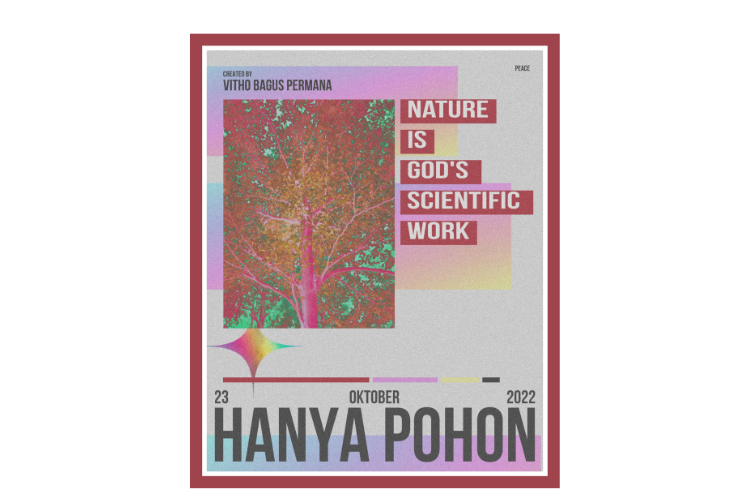 CREATED BY
VITHO BAGUS PERMANA
PEACE
NATURE
IS
GOD'S
SCIENTIFIC
WORK
23 OKTOBER 2022
HANYA POHON